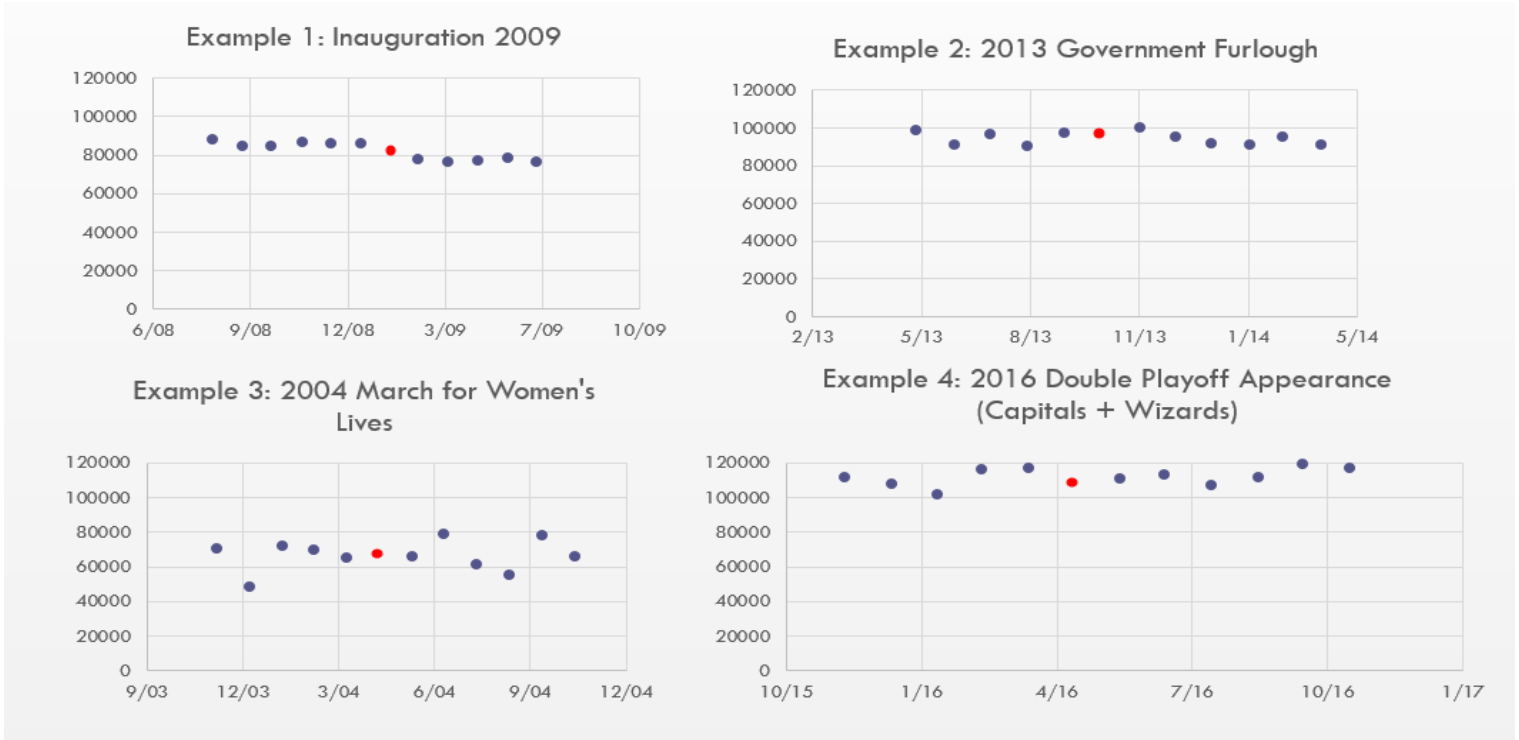 Example 1: Inauguration 2009
120000
100000
80000
60000
40000
20000
0
6/08 9/08 12/08 3/09 7/09 10/09
Example 2: 2013 Government Furlough
120000
100000
80000
60000
40000
20000
0
2/13 5/13 8/13 11/13 1/14 5/14
Example 3: 2004 March for Women's
Lives
120000
100000
80000
60000
40000
20000
0
9/03 12/03 3/04 6/04 9/04 12/04
Example 4: 2016 Double Playoff Appearance
(Capitals + Wizards)
120000
100000
80000
60000
40000
20000
0
10/15 1/16 4/16 7/16 10/16 1/17